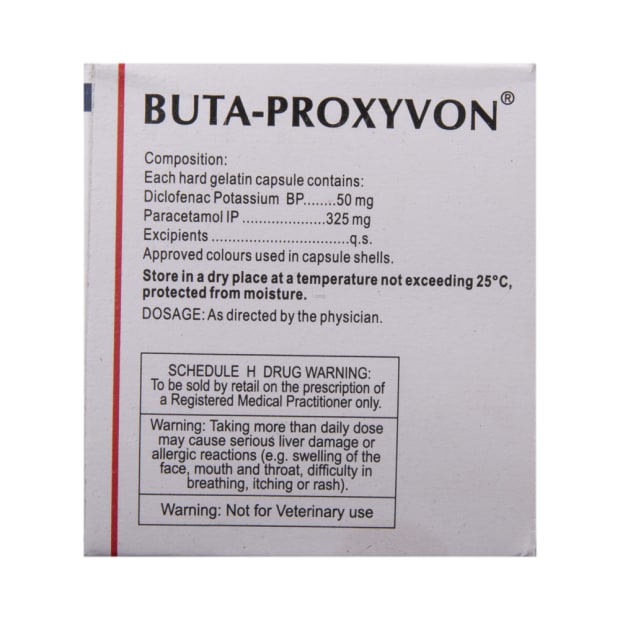 BUTA-PROXYVON®
Composition:
Each hard gelatin capsule contains:
Diclofenac Potassium BP........50 mg
Paracetamol IP ....................325 mg
Excipients .................................q.s.
Approved colours used in capsule shells.
Store in a dry place at a temperature not exceeding 25°C,
protected from moisture.
DOSAGE: As directed by the physician.
SCHEDULE H DRUG WARNING:
To be sold by retail on the prescription of
a Registered Medical Practitioner only.
Warning: Taking more than daily dose
may cause serious liver damage or
allergic reactions (e.g. swelling of the
face, mouth and throat, difficulty in
breathing, itching or rash).
Warning: Not for Veterinary use